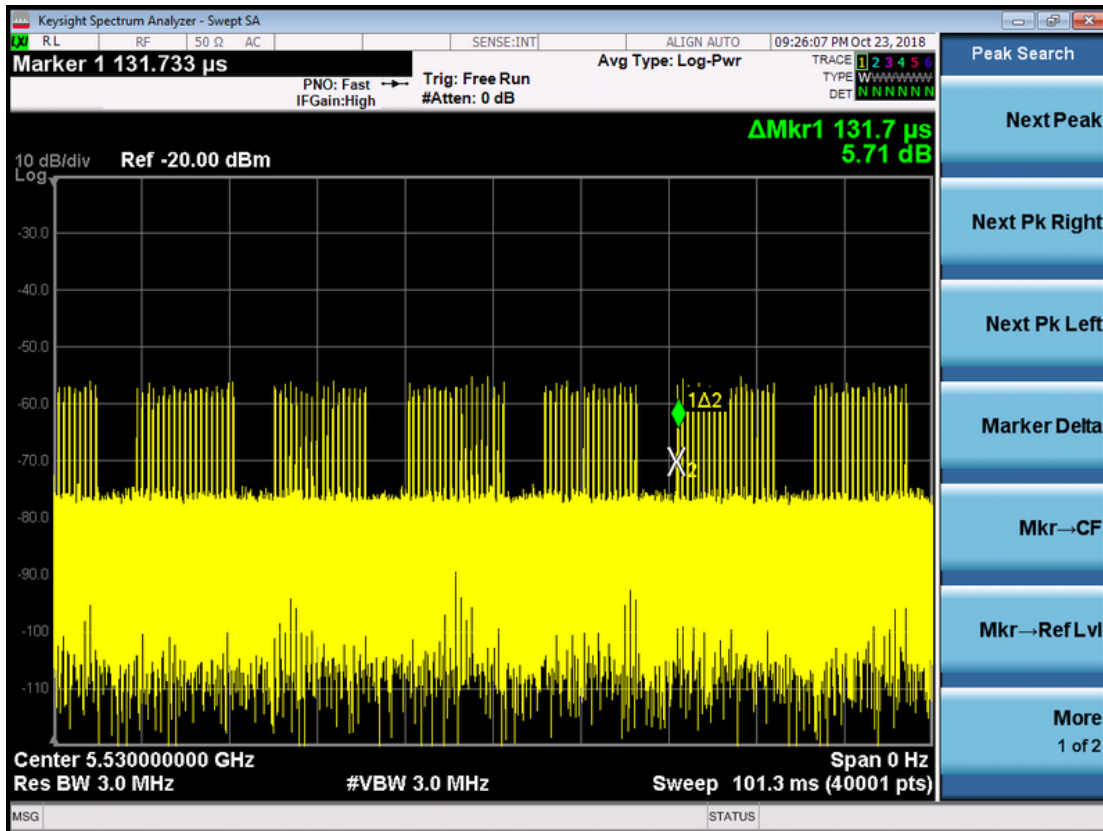 Keysight Spectrum Analyzer - Swept SA
LXI RL RF 50 Ω AC SENSE:INT ALIGN AUTO 09:26:07 PM Oct 23, 2018
Marker 1 131.733 µs
PNO: Fast
IFGain:High
Trig: Free Run
#Atten: 0 dB
Avg Type: Log-Pwr
TRACE 1 2 3 4 5 6
TYPE WWWWWW
DET N N N N N N
ΔMkr1 131.7 µs
5.71 dB
10 dB/div Ref -20.00 dBm
Log
-30.0
-40.0
-50.0
-60.0
-70.0
-80.0
-90.0
-100
-110
1Δ2
2
Center 5.530000000 GHz Span 0 Hz
Res BW 3.0 MHz #VBW 3.0 MHz Sweep 101.3 ms (40001 pts)
MSG STATUS
Peak Search
Next Peak
Next Pk Right
Next Pk Left
Marker Delta
Mkr→CF
Mkr→Ref Lvl
More
1 of 2